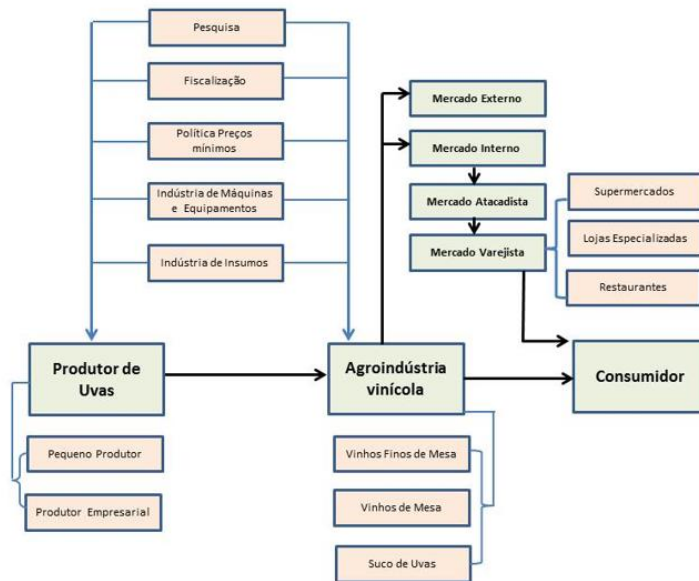 Pesquisa
Fiscalização
Política Preços
mínimos
Indústria de Máquinas
e Equipamentos
Indústria de Insumos
Mercado Externo
Mercado Interno
Mercado Atacadista
Mercado Varejista
Supermercados
Lojas Especializadas
Restaurantes
Produtor de
Uvas
Agroindústria
vinícola
Consumidor
Pequeno Produtor
Produtor Empresarial
Vinhos Finos de Mesa
Vinhos de Mesa
Suco de Uvas